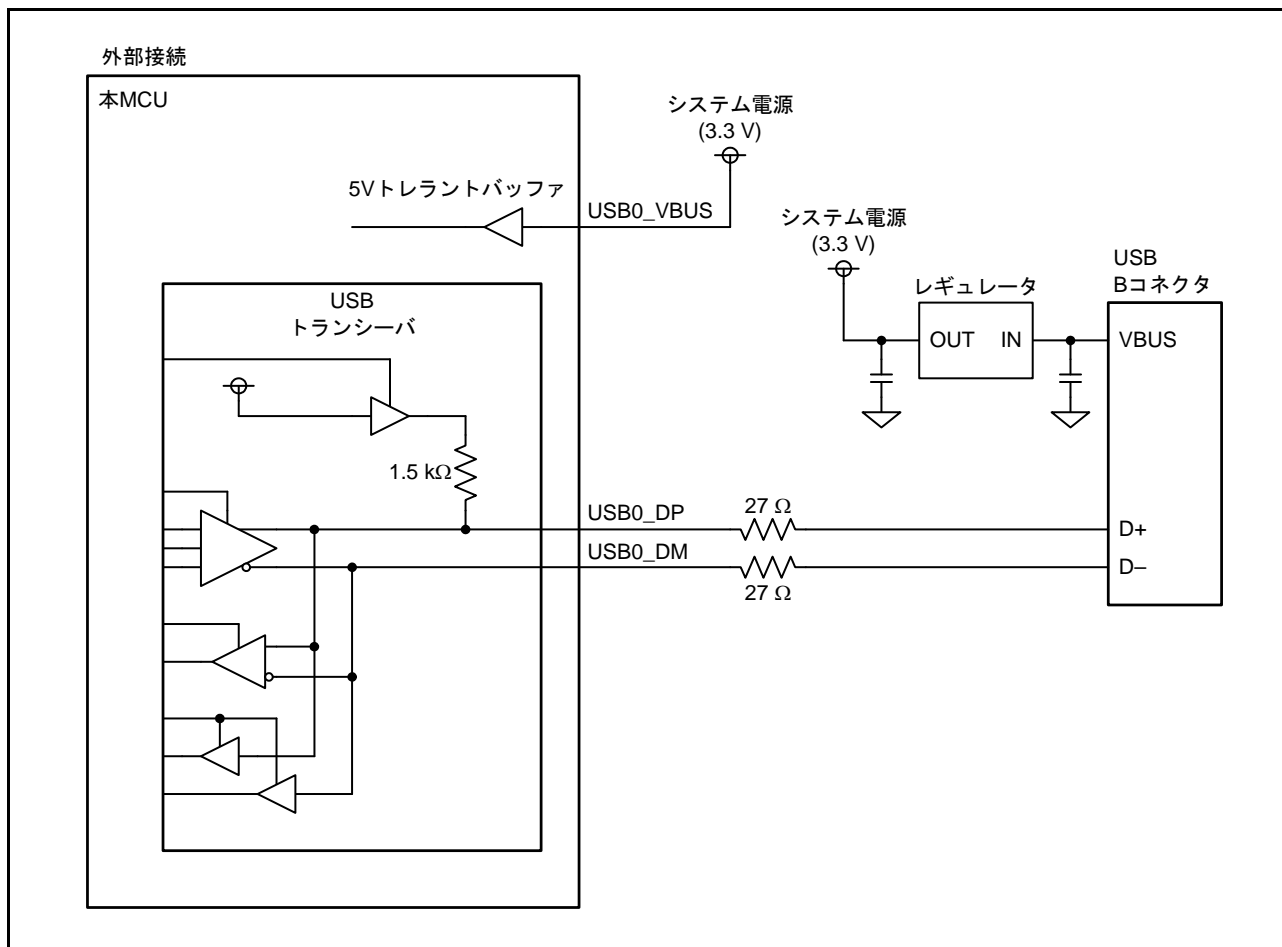 外部接続
本MCU
システム電源
(3.3 V)
5Vトレラントバッファ
USB0_VBUS
システム電源
(3.3 V)
レギュレータ
OUT IN
USB
Bコネクタ
VBUS
USB
トランシーバ
1.5 kΩ
USB0_DP
27 Ω
D+
USB0_DM
27 Ω
D−